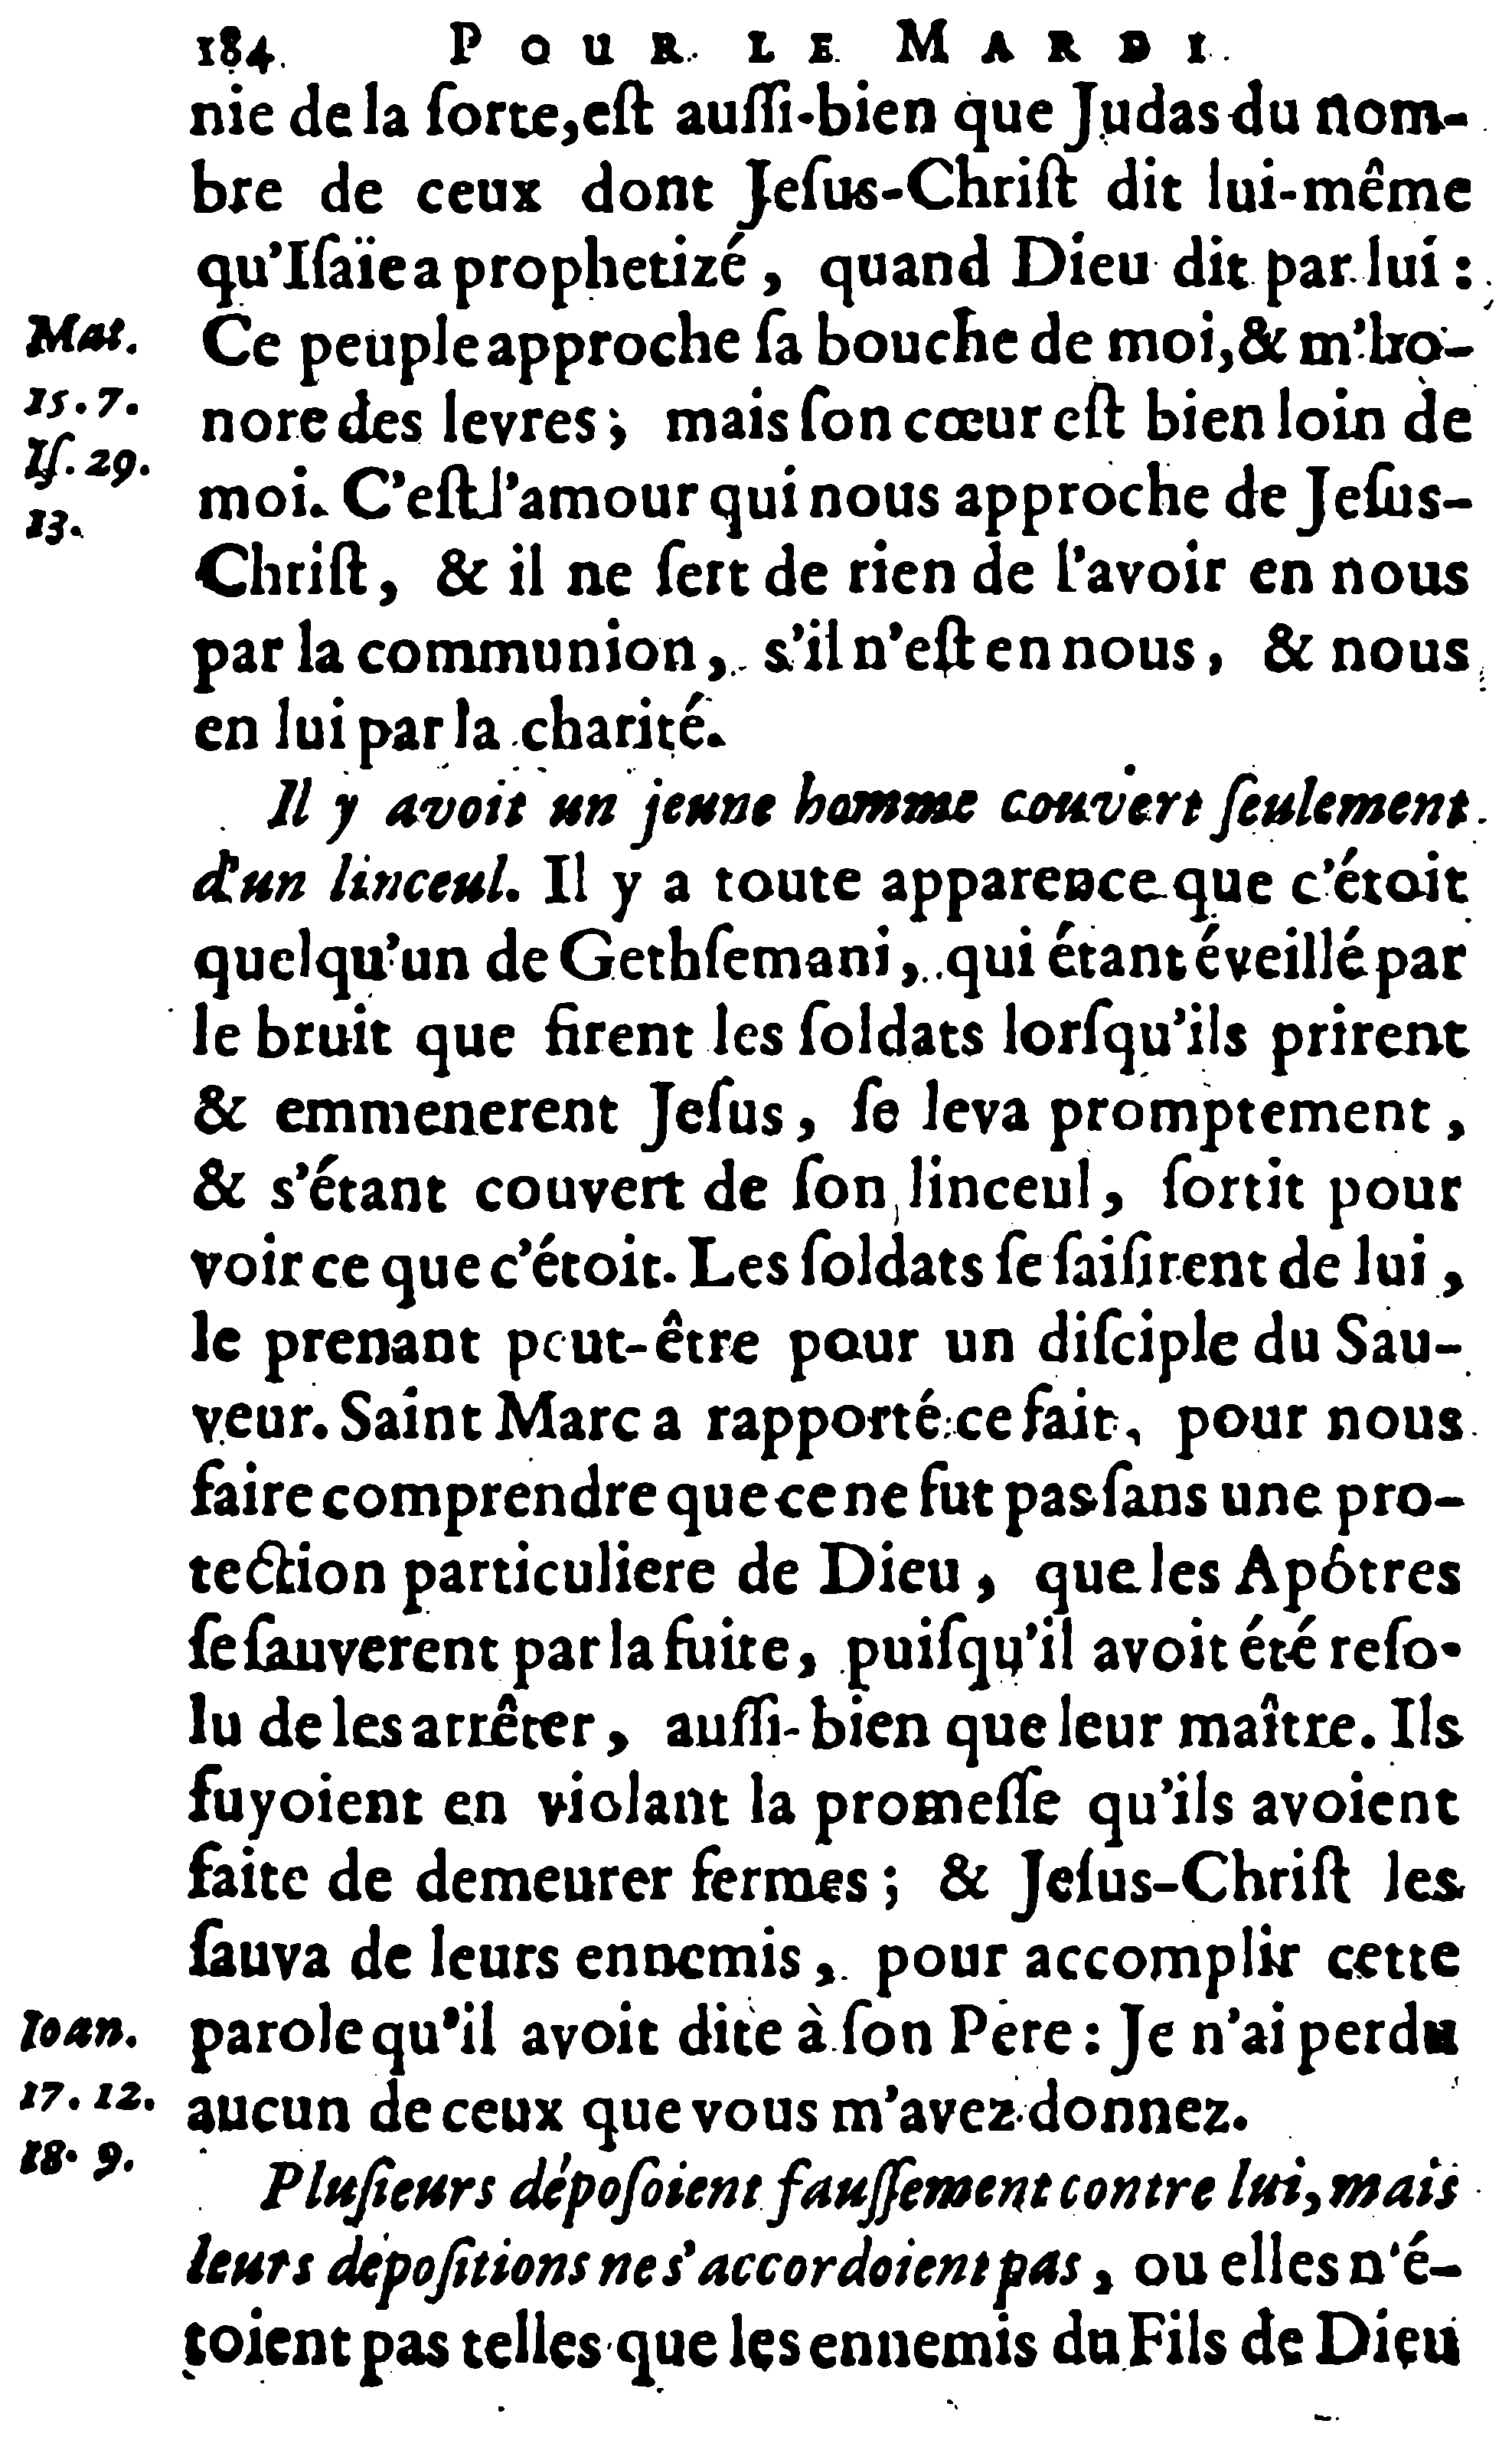 184. POUR LE MARDI.
nie de la ſorte, eſt auſſi-bien que Judas du nom-
bre de ceux dont Jeſus-Chriſt dit lui-même
qu'Iſaïe a prophetizé, quand Dieu dit par lui :
Mat. 15. 7. Iſ. 29. 13.
Ce peuple approche ſa bouche de moi, & m'ho-
nore des levres ; mais ſon cœur eſt bien loin de
moi. C'eſt l'amour qui nous approche de Jeſus-
Chriſt, & il ne ſert de rien de l'avoir en nous
par la communion, s'il n'eſt en nous, & nous
en lui par la charité.
Il y avoit un jeune homme couvert ſeulement
d'un linceul. Il y a toute apparence que c'étoit
quelqu'un de Gethſemani, qui étant éveillé par
le bruit que firent les ſoldats lorſqu'ils prirent
& emmenerent Jeſus, ſe leva promptement,
& s'étant couvert de ſon linceul, ſortit pour
voir ce que c'étoit. Les ſoldats ſe ſaiſirent de lui,
le prenant peut-être pour un diſciple du Sau-
veur. Saint Marc a rapporté ce fait, pour nous
faire comprendre que ce ne fut pas ſans une pro-
tection particuliere de Dieu, que les Apôtres
ſe ſauverent par la fuite, puiſqu'il avoit été reſo-
lu de les arrêter, auſſi-bien que leur maître. Ils
fuyoient en violant la promeſſe qu'ils avoient
faite de demeurer fermes ; & Jeſus-Chriſt les
ſauva de leurs ennemis, pour accomplir cette
Ioan. 17. 12. 18. 9.
parole qu'il avoit dite à ſon Pere : Je n'ai perdu
aucun de ceux que vous m'avez donnez.
Pluſieurs dépoſoient fauſſement contre lui, mais
leurs dépoſitions ne s'accordoient pas, ou elles n'é-
toient pas telles que les ennemis du Fils de Dieu